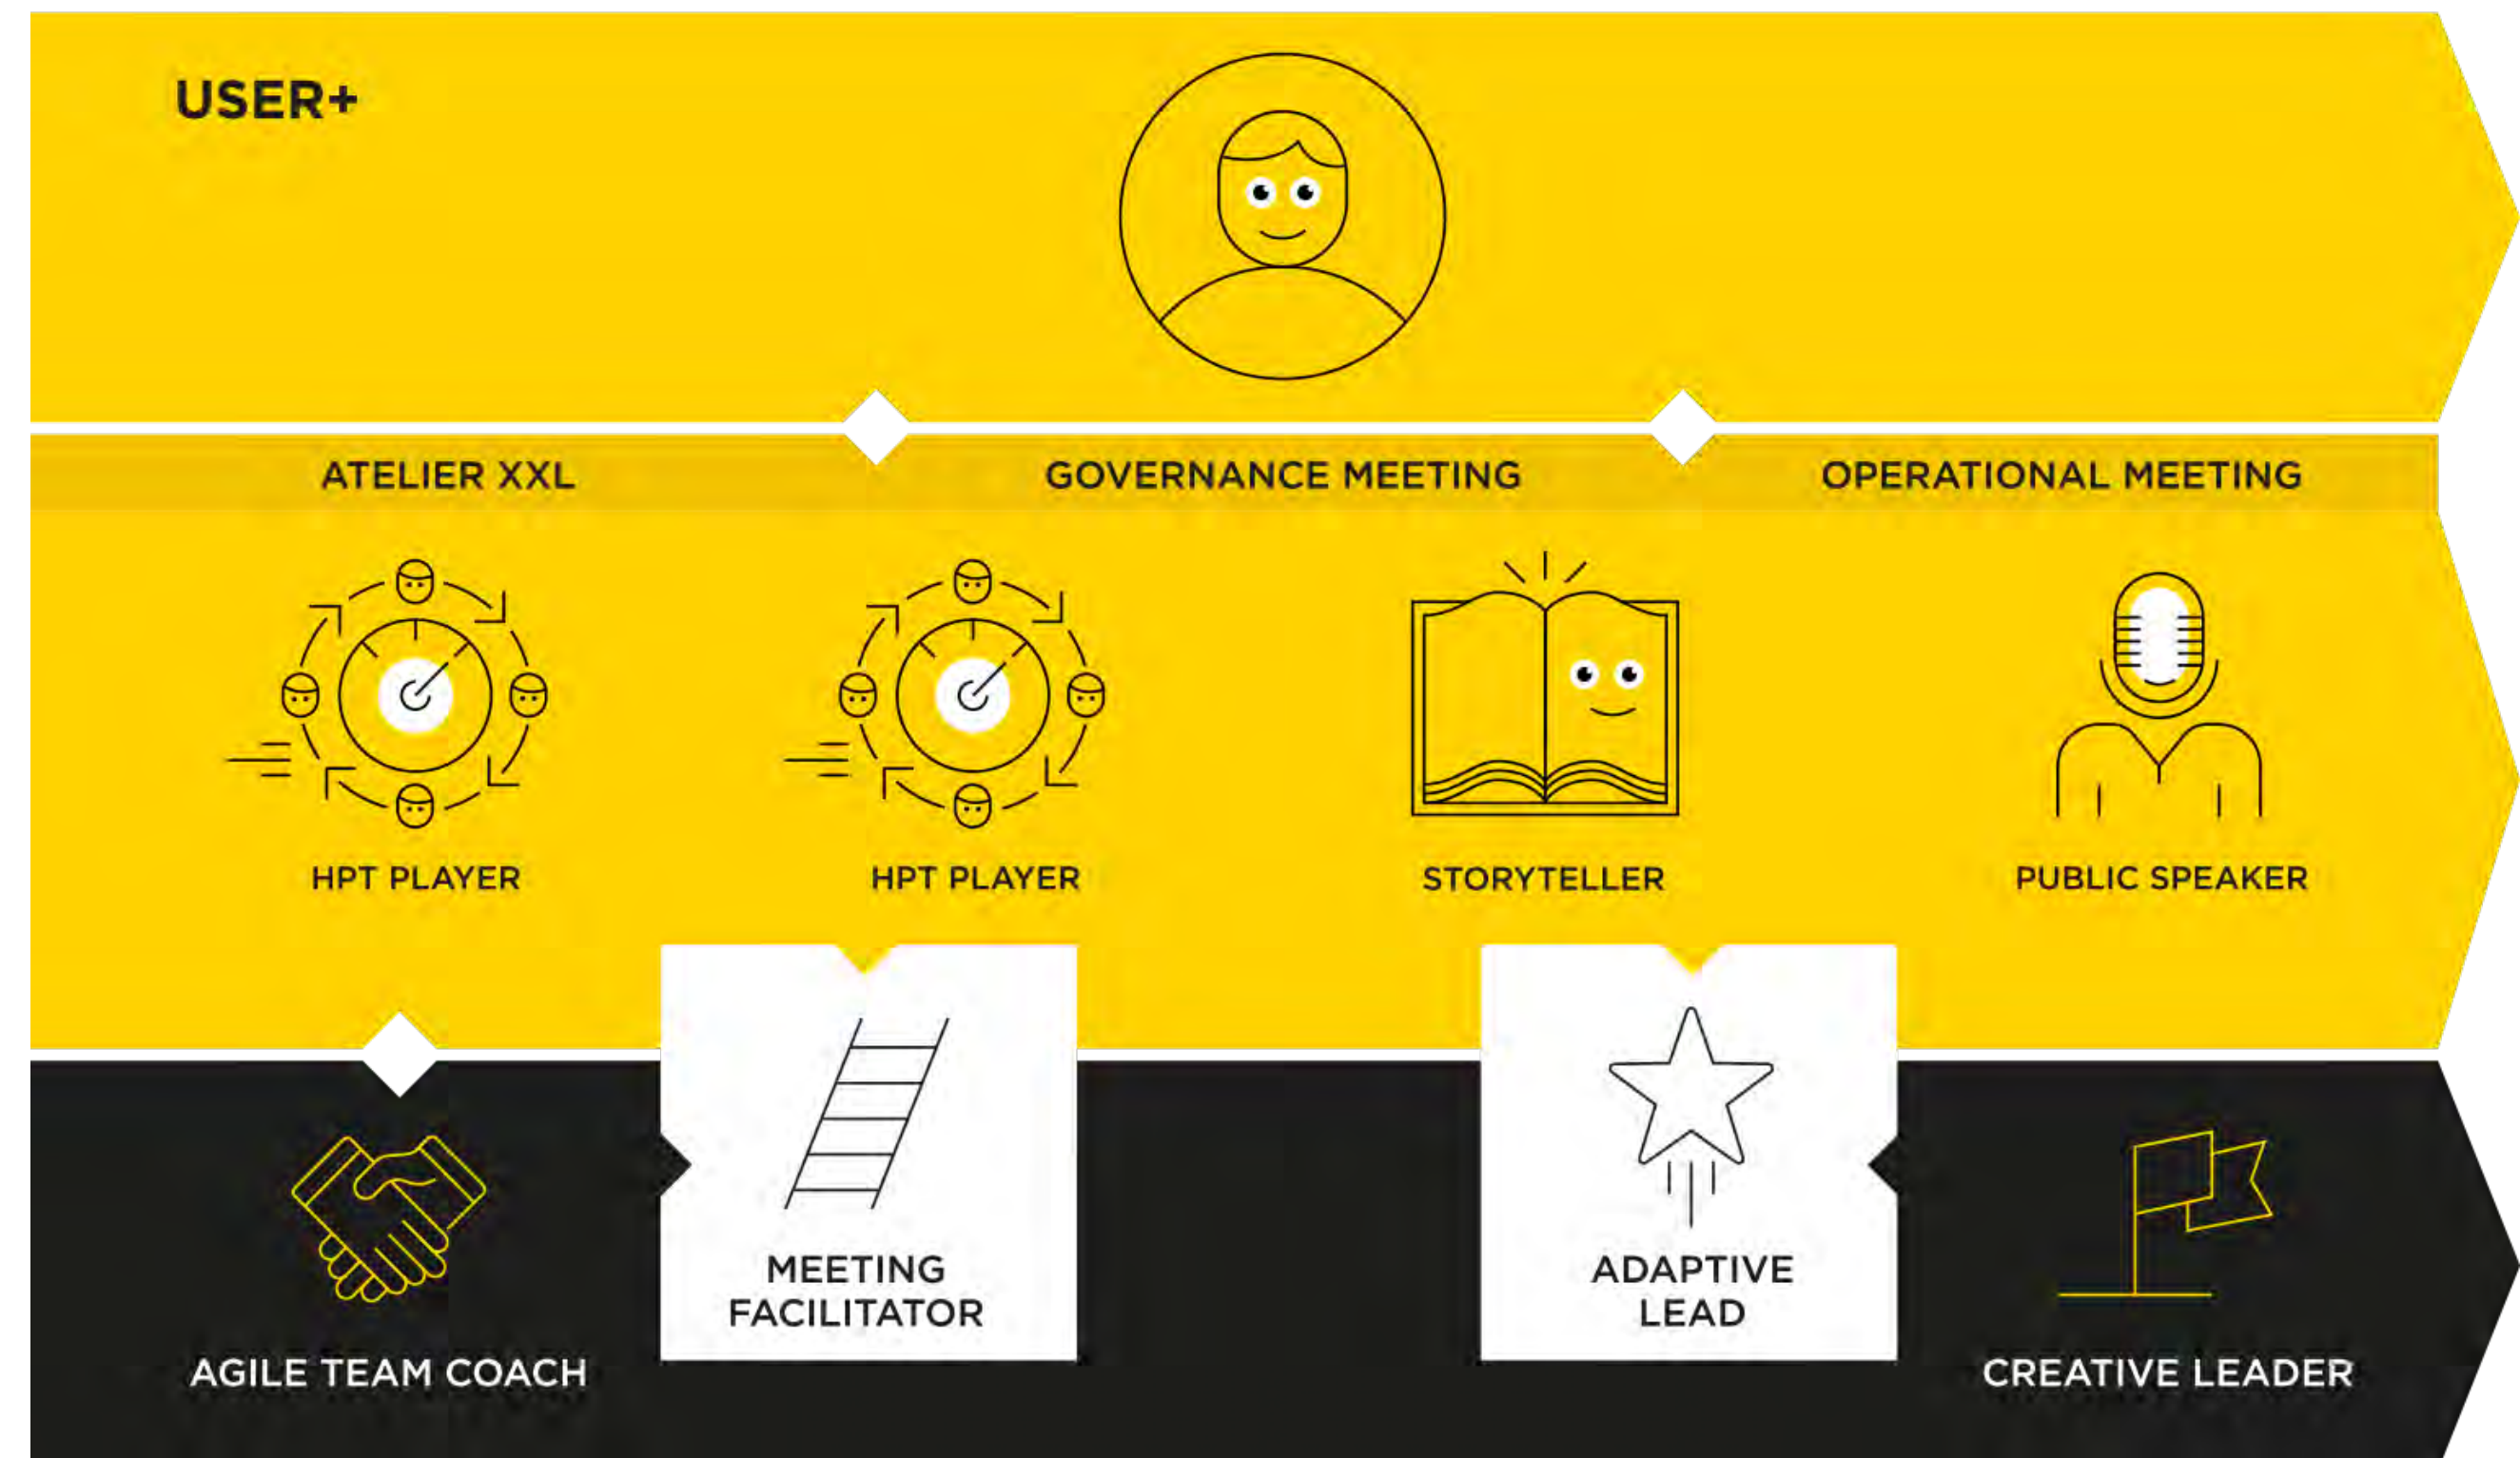 USER+
ATELIER XXL
GOVERNANCE MEETING
OPERATIONAL MEETING
HPT PLAYER
HPT PLAYER
STORYTELLER
PUBLIC SPEAKER
MEETING
FACILITATOR
ADAPTIVE
LEAD
AGILE TEAM COACH
CREATIVE LEADER